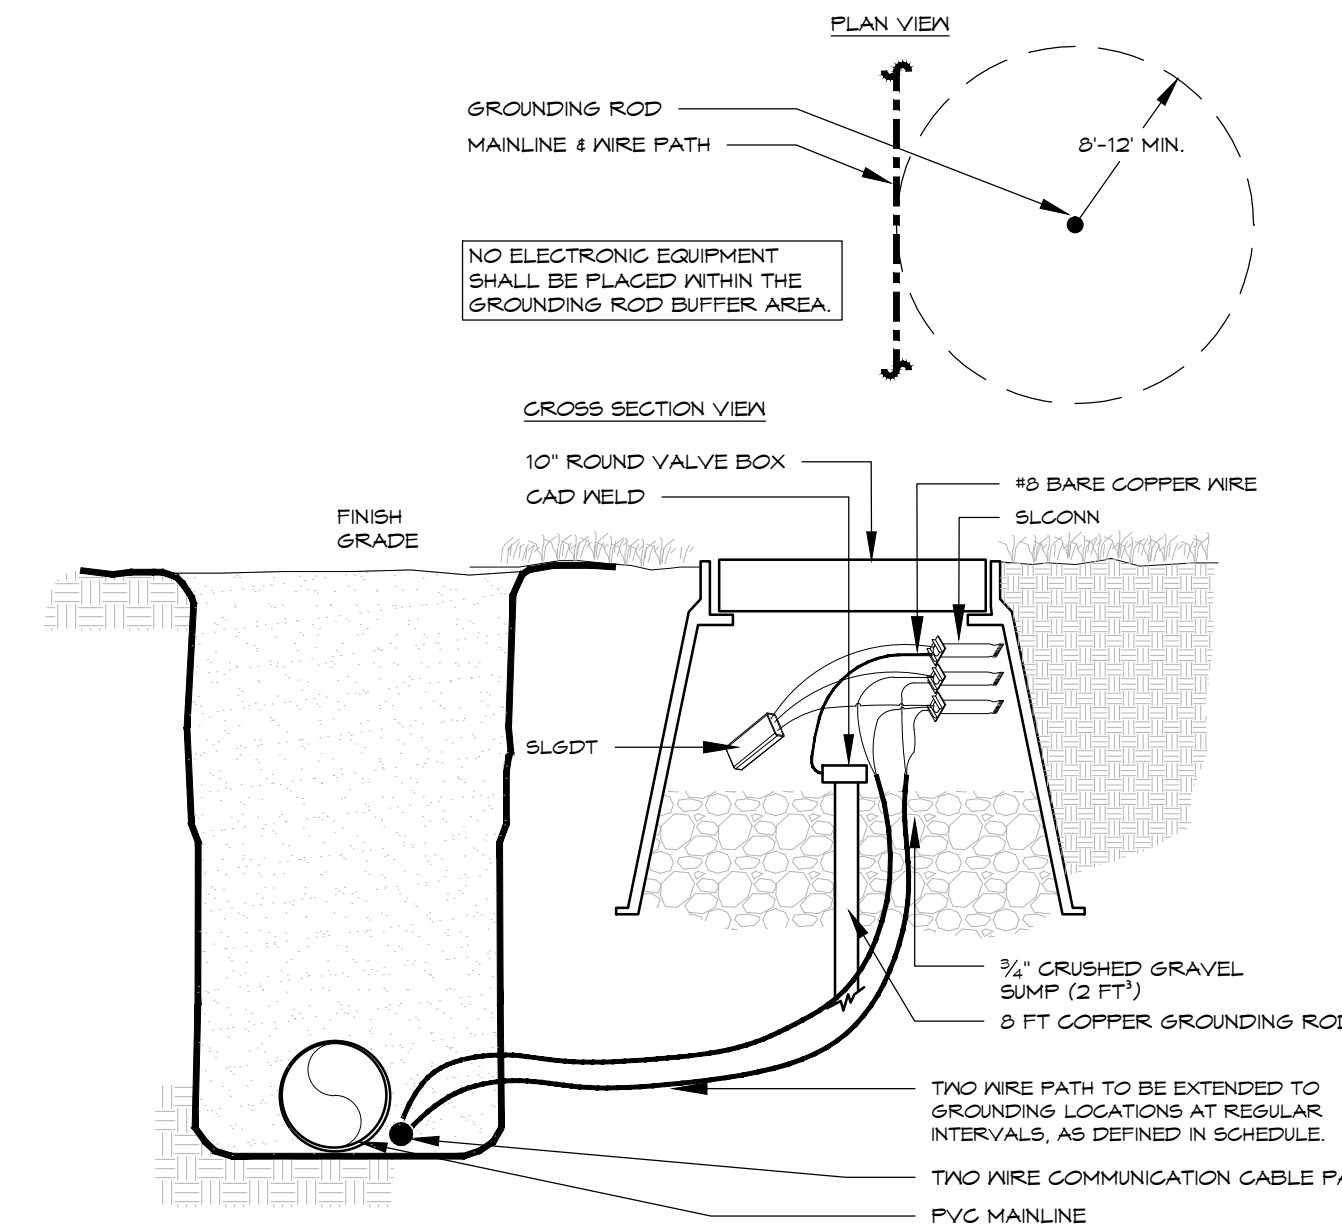 PLAN VIEW
GROUNDING ROD
MAINLINE & WIRE PATH
8'-12' MIN.
NO ELECTRONIC EQUIPMENT
SHALL BE PLACED WITHIN THE
GROUNDING ROD BUFFER AREA.
CROSS SECTION VIEW
10" ROUND VALVE BOX
CAD WELD
#8 BARE COPPER WIRE
SLCONN
FINISH
GRADE
SLGDT
¾" CRUSHED GRAVEL
SUMP (2 FT³)
8 FT COPPER GROUNDING
TWO WIRE PATH TO BE EXTENDED TO
GROUNDING LOCATIONS AT REGULAR
INTERVALS, AS DEFINED IN SCHEDULE.
TWO WIRE COMMUNICATION CABLE
PVC MAINLINE